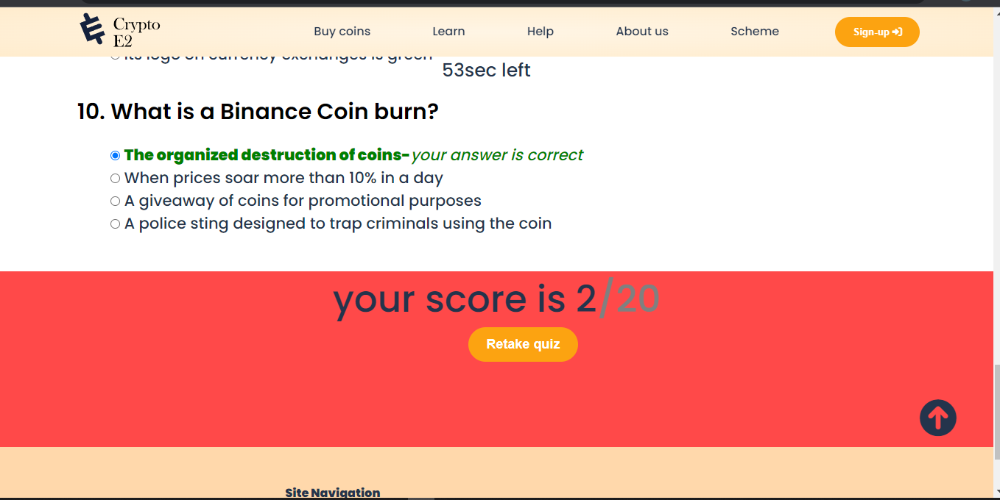 Crypto
E2
Buy coins
Learn
Help
About us
Scheme
Sign-up
Its logo on currency exchanges is green
53sec left
10. What is a Binance Coin burn?
The organized destruction of coins-your answer is correct
When prices soar more than 10% in a day
A giveaway of coins for promotional purposes
A police sting designed to trap criminals using the coin
your score is 2/20
Retake quiz
Site Navigation